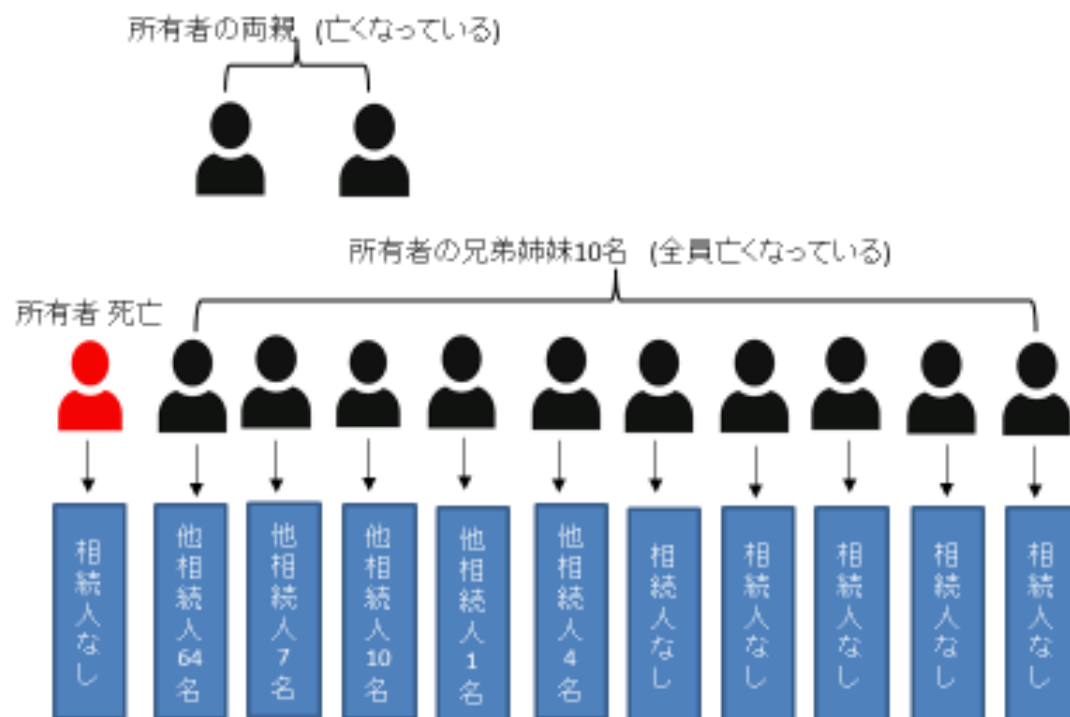 所有者の両親 (亡くなっている)
所有者の兄弟姉妹10名 (全員亡くなっている)
所有者 死亡
相続人なし
他相続人64名
他相続人7名
他相続人10名
他相続人1名
他相続人4名
相続人なし
相続人なし
相続人なし
相続人なし
相続人なし